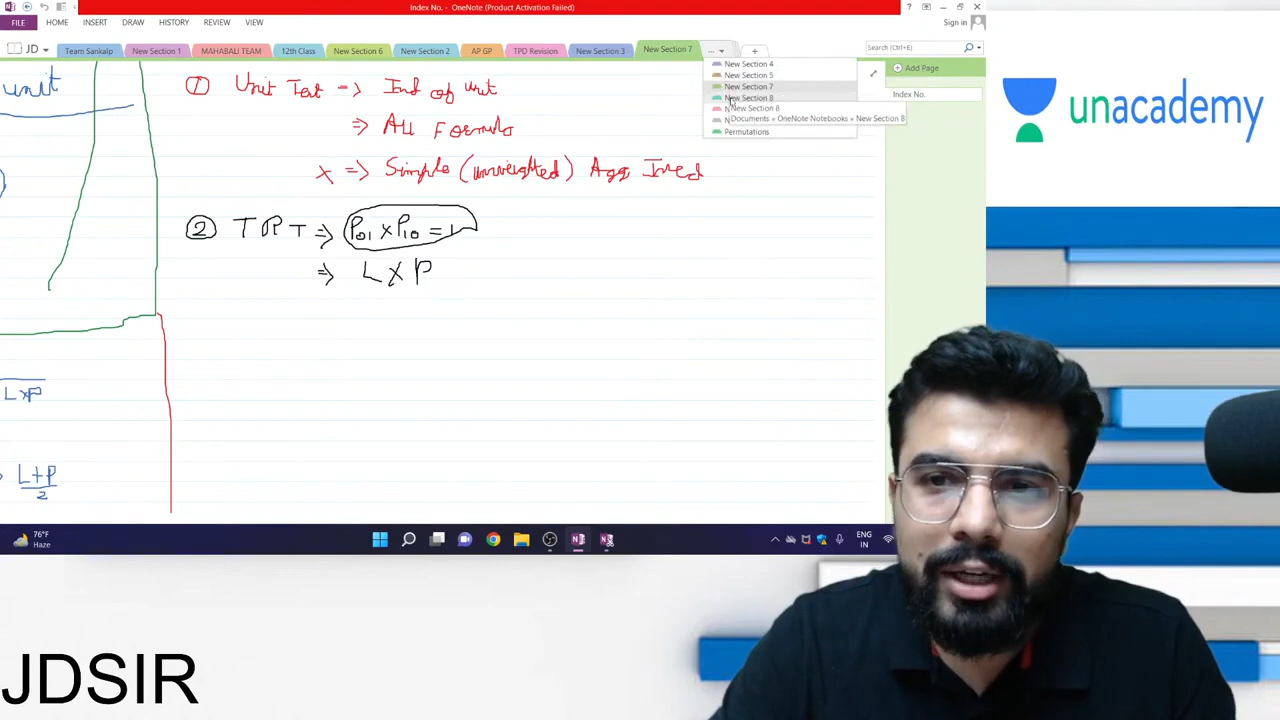 Index No. - OneNote (Product Activation Failed)
FILE HOME INSERT DRAW HISTORY REVIEW VIEW Sign in
JD Team Sankalp New Section 1 MAHABALI TEAM 12th Class New Section 6 New Section 2 AP GP TPD Revision New Section 3 New Section 7 ... Search (Ctrl+E)
New Section 4
New Section 5
New Section 7
New Section 8
New Section 8
Documents » OneNote Notebooks » New Section 8
Permutations
Add Page
Index No.
unacademy
unit
① Unit Test => Ind of unit
=> All Formula
x => Simple (unweighted) Agg
② T R T => P01 x P10 = 1
=> L X P
LxP
L+P
2
76°F
Haze
ENG
IN
JDSIR